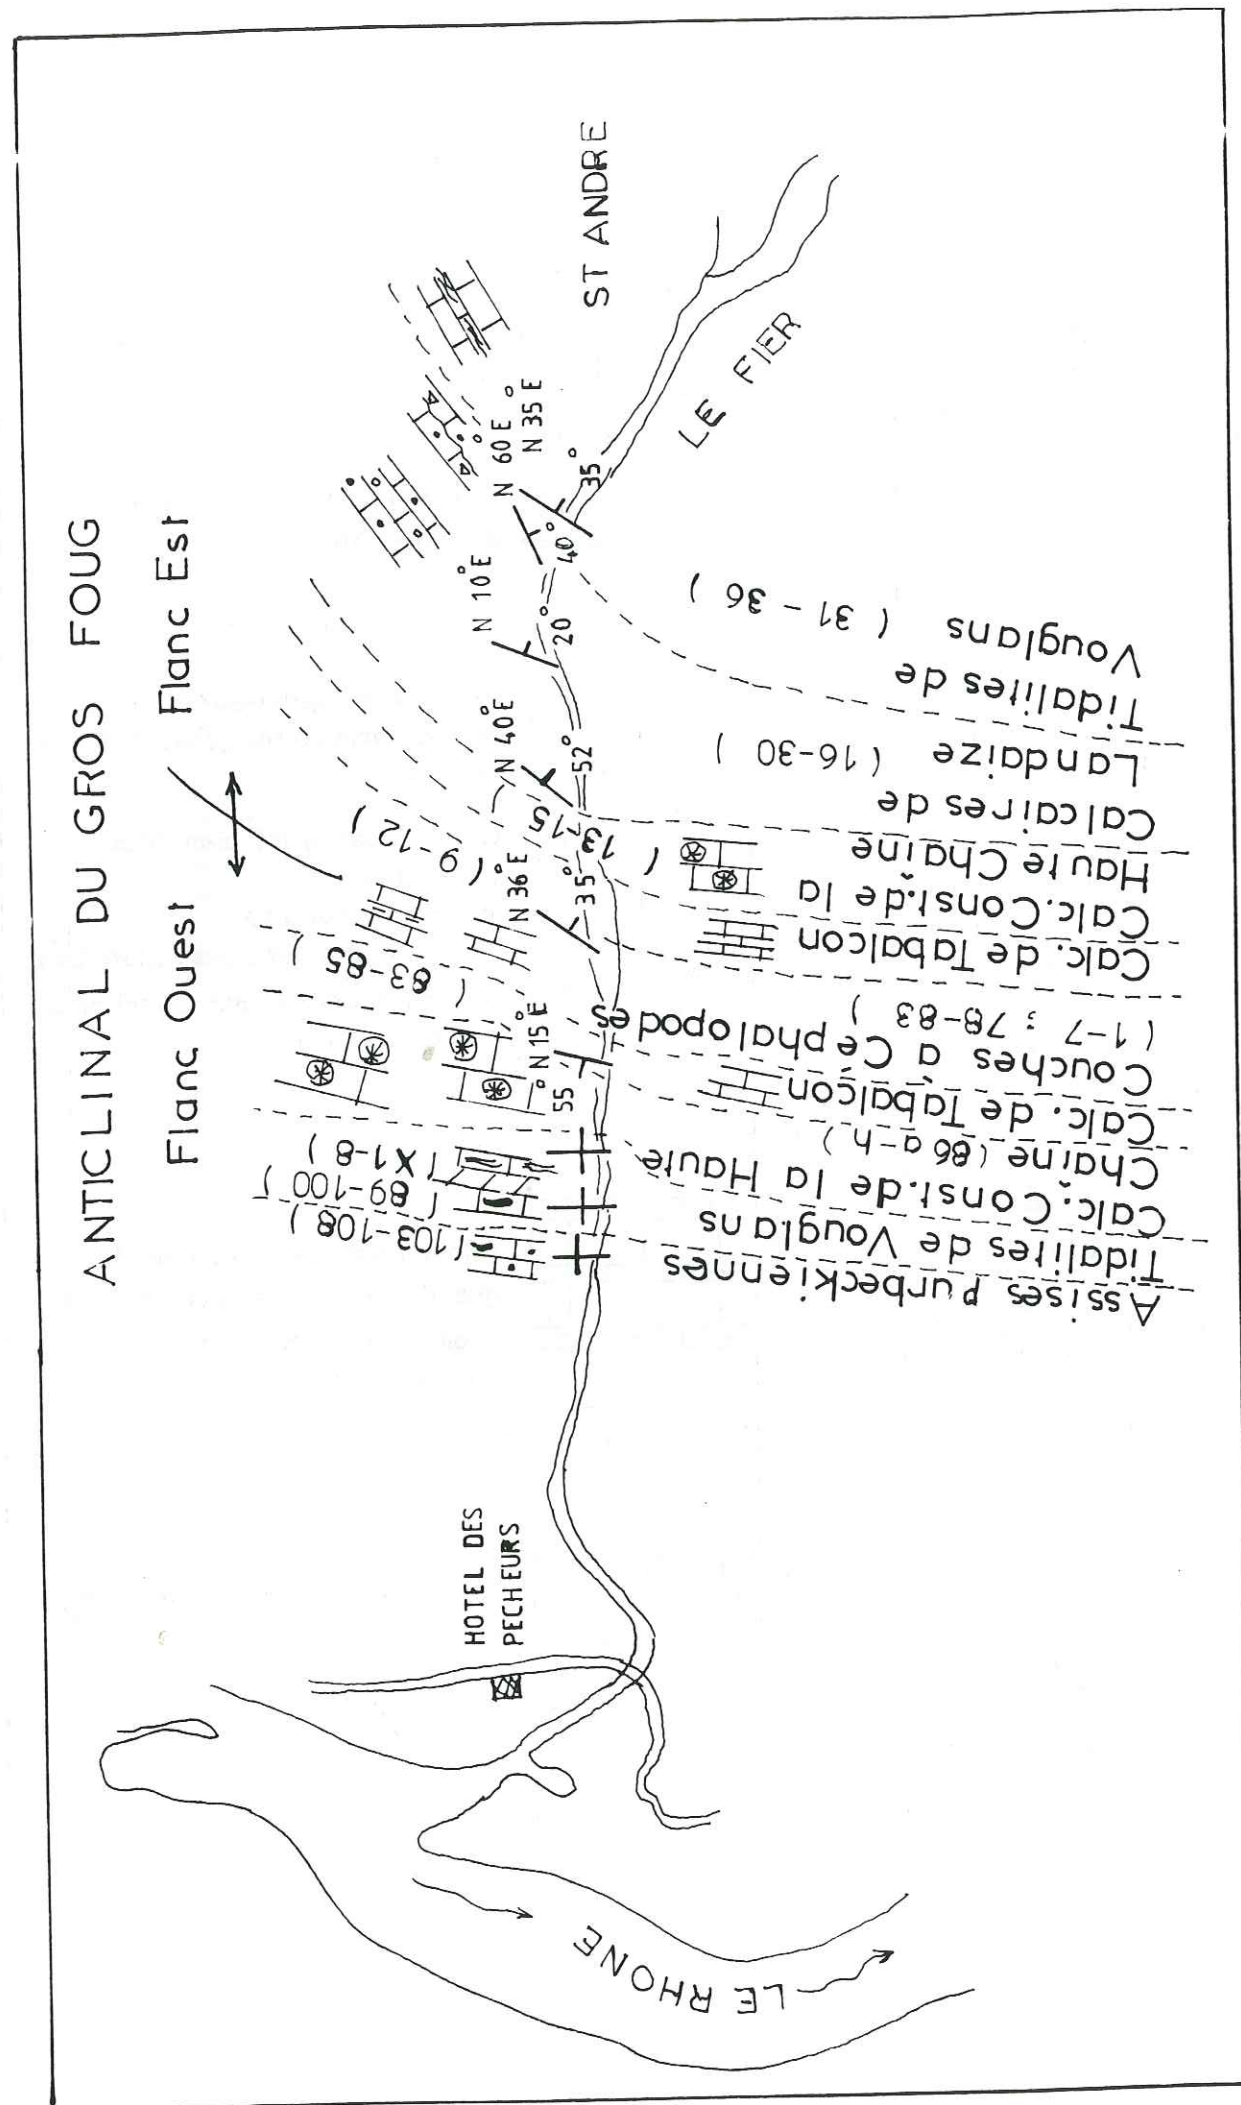 ANTICLINAL DU GROS FOUG
Flanc Ouest
Flanc Est
HOTEL DES
PECHEURS
LE RHONE
ST ANDRE
LE FIER
(103-108)
(89-100)
(X1-8)
(83-85)
(9-12)
(13-15
55°
N 15°E
N 36°E
35°
N 40°E
52°
N 10°E
20°
N 60°E
40°
N 35°E
35°
Assises Purbeckiennes
Tidalites de Vouglans
Calc. Const. de la Haute
Chaîne (86 a-h)
Calc. de Tabalcon
Couches à Céphalopodes
(1-7 ; 78-83)
Calc. de Tabalcon
Calc. Const. de la
Haute Chaîne
Calcaires de
Landaize (16-30)
Tidalites de
Vouglans (31-36)